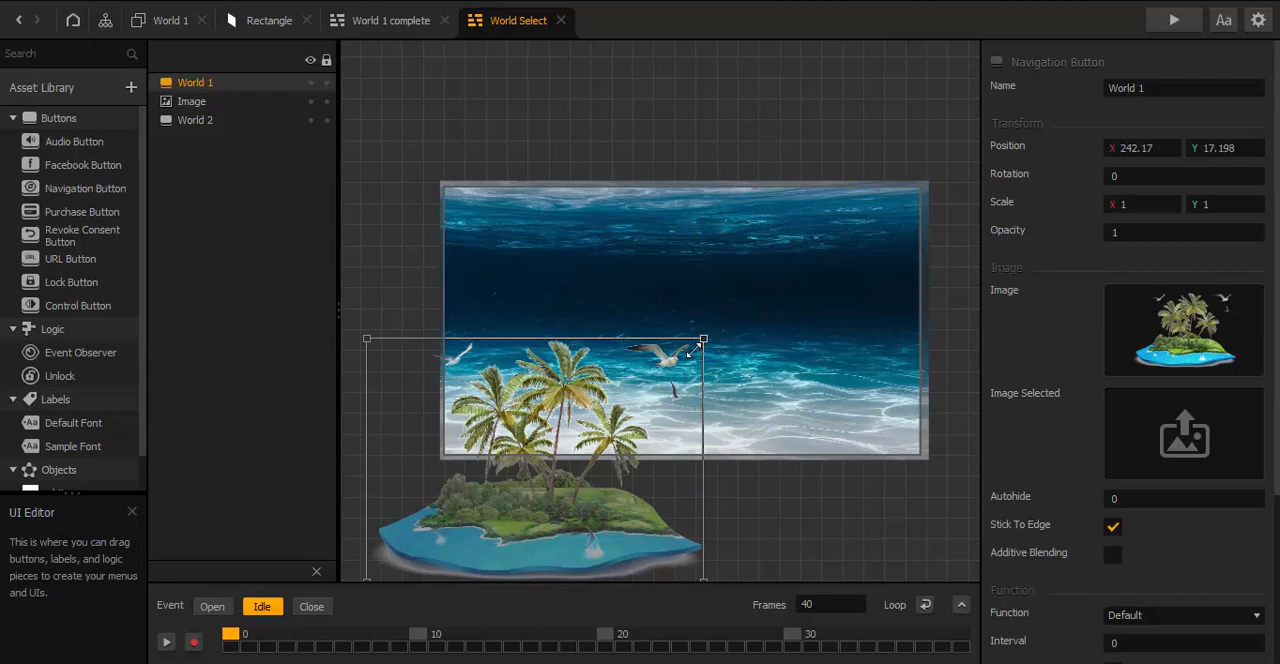 World 1
Rectangle
World 1 complete
World Select
Aa
Search
Asset Library
Buttons
Audio Button
Facebook Button
Navigation Button
Purchase Button
Revoke Consent
Button
URL Button
Lock Button
Control Button
Logic
Event Observer
Unlock
Labels
Default Font
Sample Font
Objects
UI Editor
This is where you can drag
buttons, labels, and logic
pieces to create your menus
and UIs.
World 1
Image
World 2
Navigation Button
Name World 1
Transform
Position X 242.17 Y 17.198
Rotation 0
Scale X 1 Y 1
Opacity 1
Image
Image
Image Selected
Autohide 0
Stick To Edge
Additive Blending
Function
Function Default
Interval 0
Event Open Idle Close Frames 40 Loop
0 10 20 30